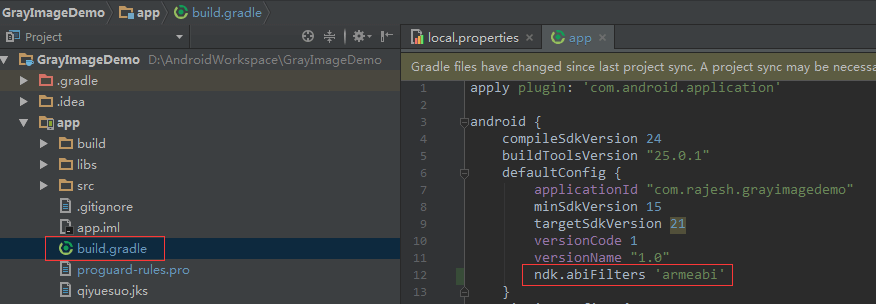 GrayImageDemo app build.gradle
Project
local.properties app
GrayImageDemo D:\AndroidWorkspace\GrayImageDemo
Gradle files have changed since last project sync. A project sync may be necessa
.gradle
.idea
app
build
libs
src
.gitignore
app.iml
build.gradle
proguard-rules.pro
qiyuesuo.jks
1 apply plugin: 'com.android.application'
2
3 android {
4 compileSdkVersion 24
5 buildToolsVersion "25.0.1"
6 defaultConfig {
7 applicationId "com.rajesh.grayimagedemo"
8 minSdkVersion 15
9 targetSdkVersion 21
10 versionCode 1
11 versionName "1.0"
12 ndk.abiFilters 'armeabi'
13 }